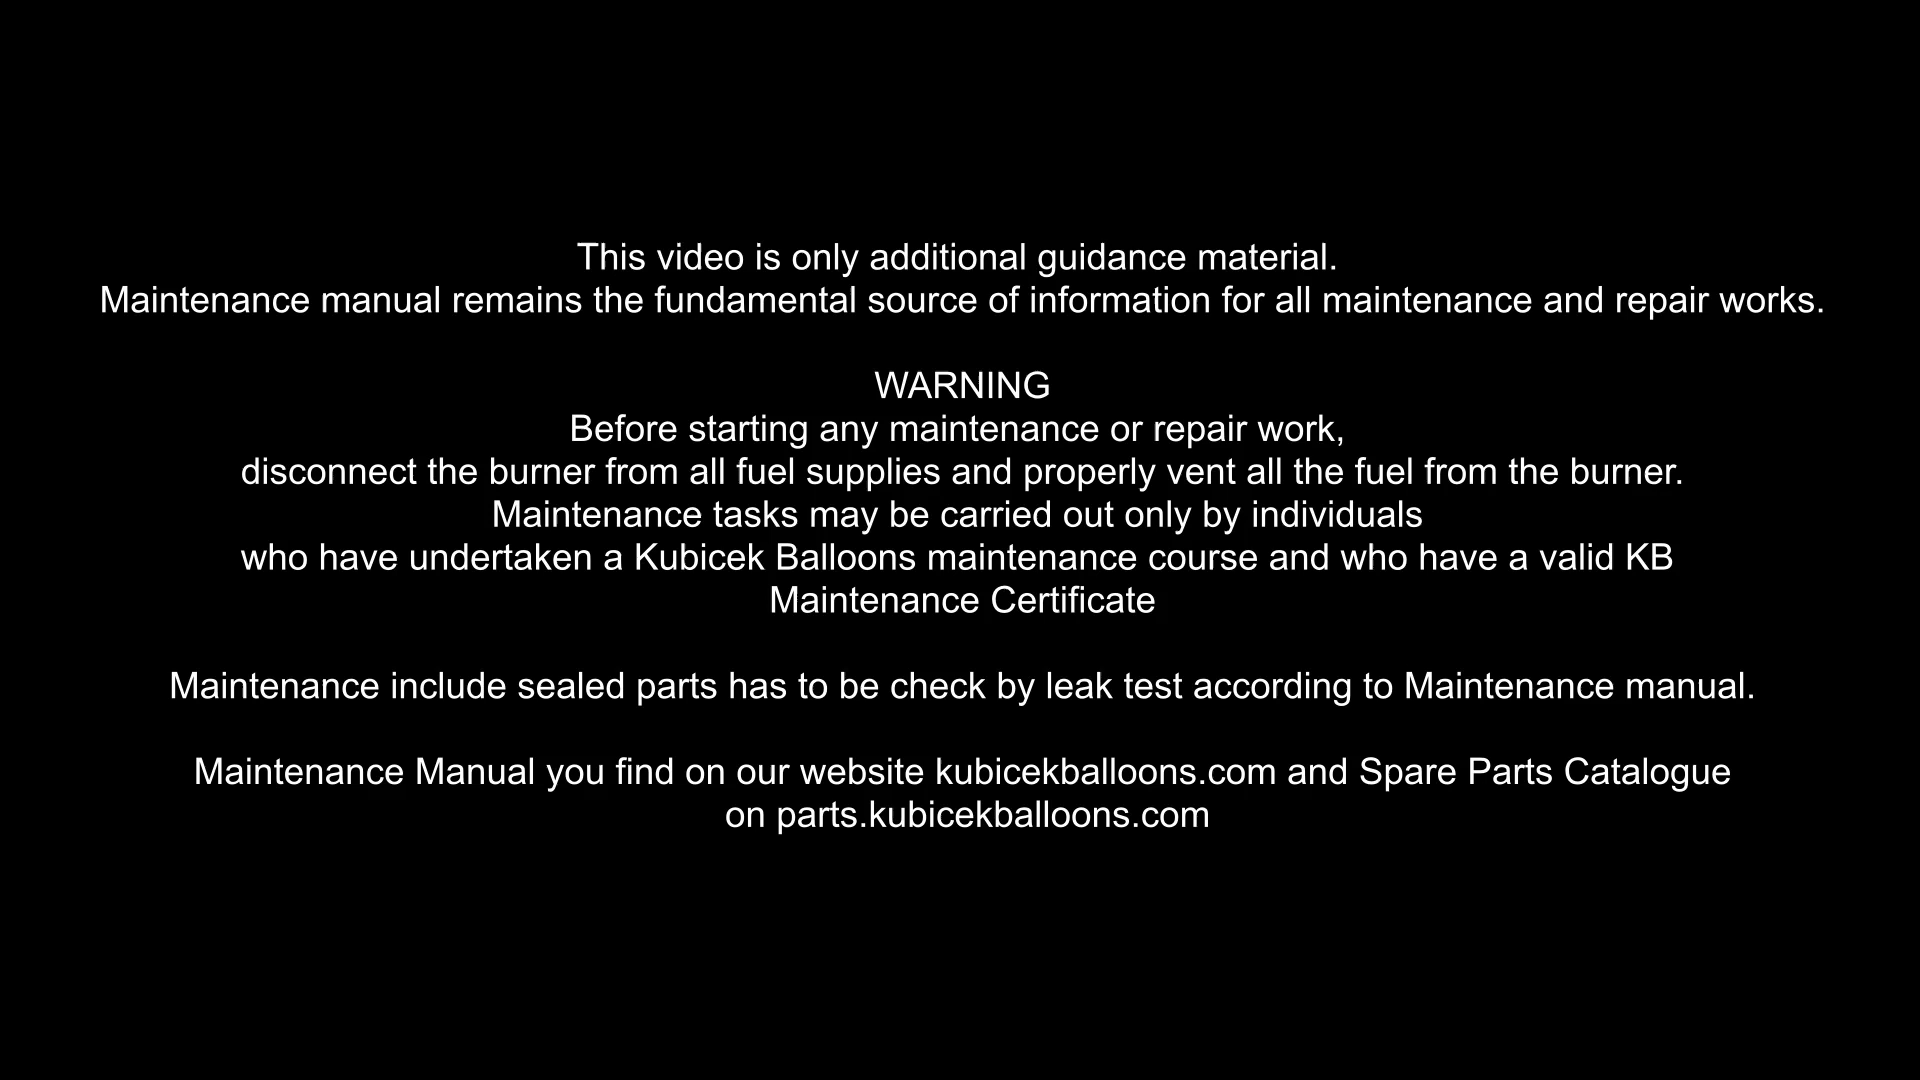 This video is only additional guidance material.
Maintenance manual remains the fundamental source of information for all maintenance and repair works.
WARNING
Before starting any maintenance or repair work,
disconnect the burner from all fuel supplies and properly vent all the fuel from the burner.
Maintenance tasks may be carried out only by individuals
who have undertaken a Kubicek Balloons maintenance course and who have a valid KB
Maintenance Certificate
Maintenance include sealed parts has to be check by leak test according to Maintenance manual.
Maintenance Manual you find on our website kubicekballoons.com and Spare Parts Catalogue
on parts.kubicekballoons.com